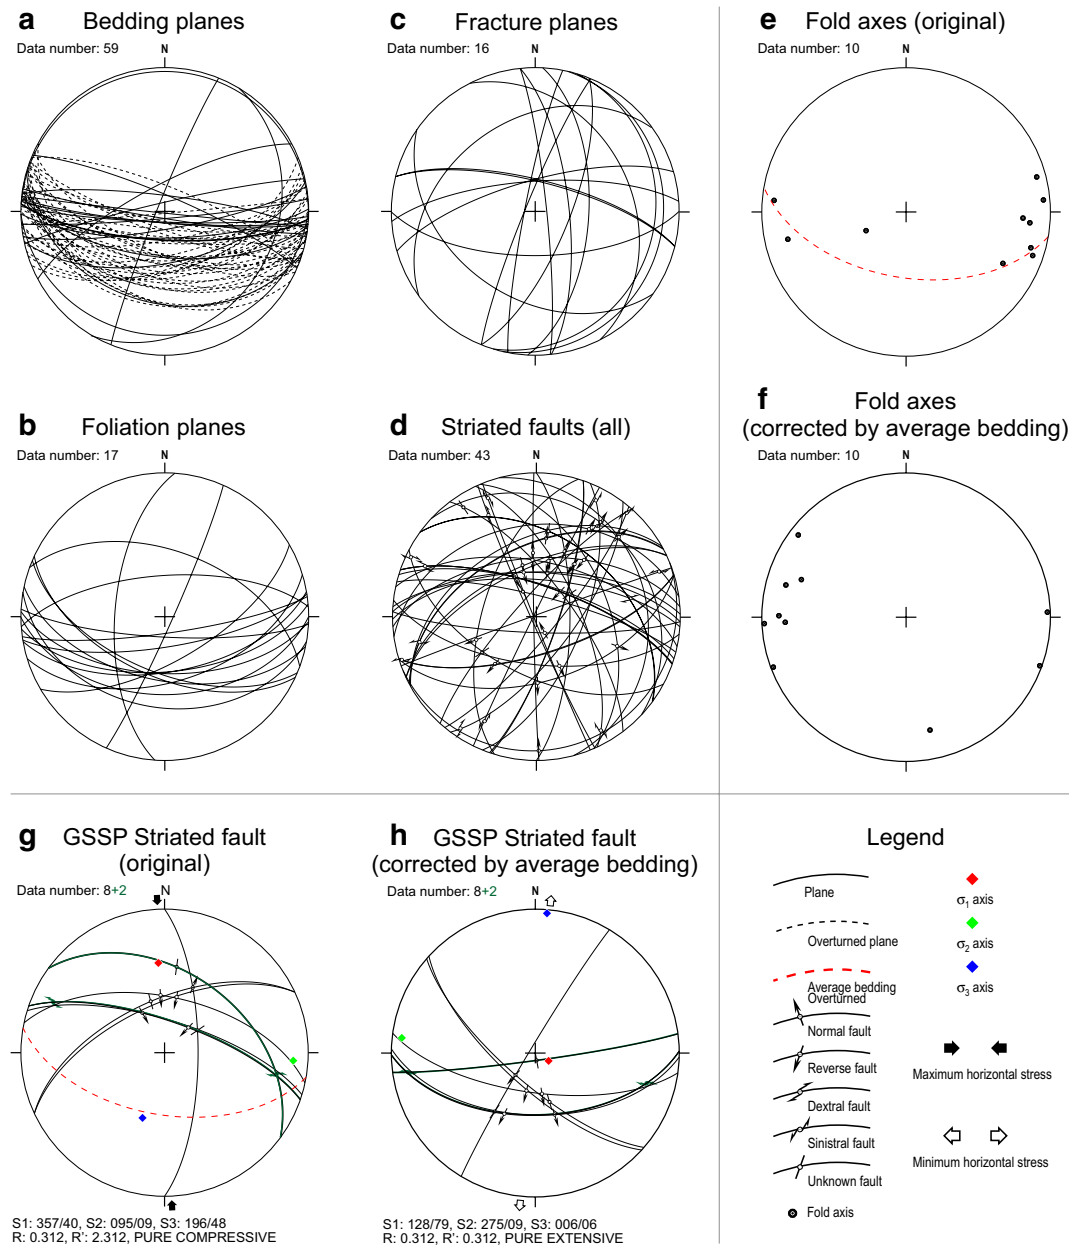 a Bedding planes
Data number: 59
N
c Fracture planes
Data number: 16
N
e Fold axes (original)
Data number: 10
N
b Foliation planes
Data number: 17
N
d Striated faults (all)
Data number: 43
N
f Fold axes
(corrected by average bedding)
Data number: 10
N
g GSSP Striated fault
(original)
Data number: 8+2
N
S1: 357/40, S2: 095/09, S3: 196/48
R: 0.312, R': 2.312, PURE COMPRESSIVE
h GSSP Striated fault
(corrected by average bedding)
Data number: 8+2
N
S1: 128/79, S2: 275/09, S3: 006/06
R: 0.312, R': 0.312, PURE EXTENSIVE
Legend
Plane
Overturned plane
Average bedding
Overturned
Normal fault
Reverse fault
Dextral fault
Sinistral fault
Unknown fault
Fold axis
σ1 axis
σ2 axis
σ3 axis
Maximum horizontal stress
Minimum horizontal stress